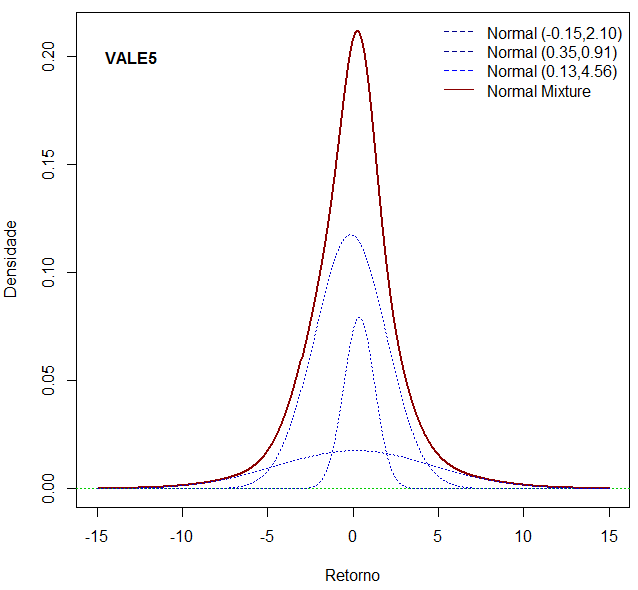 VALE5
Normal (-0.15,2.10)
Normal (0.35,0.91)
Normal (0.13,4.56)
Normal Mixture
Densidade
0.20
0.15
0.10
0.05
0.00
-15 -10 -5 0 5 10 15
Retorno